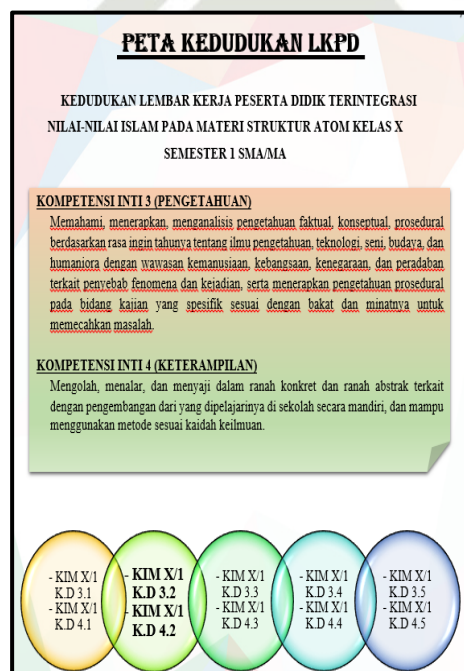 PETA KEDUDUKAN LKPD
KEDUDUKAN LEMBAR KERJA PESERTA DIDIK TERINTEGRASI
NILAI-NILAI ISLAM PADA MATERI STRUKTUR ATOM KELAS X
SEMESTER 1 SMA/MA
KOMPETENSI INTI 3 (PENGETAHUAN)
Memahami, menerapkan, menganalisis pengetahuan faktual, konseptual, prosedural
berdasarkan rasa ingin tahunya tentang ilmu pengetahuan, teknologi, seni, budaya, dan
humaniora dengan wawasan kemanusiaan, kebangsaan, kenegaraan, dan peradaban
terkait penyebab fenomena dan kejadian, serta menerapkan pengetahuan prosedural
pada bidang kajian yang spesifik sesuai dengan bakat dan minatnya untuk
memecahkan masalah.
KOMPETENSI INTI 4 (KETERAMPILAN)
Mengolah, menalar, dan menyaji dalam ranah konkret dan ranah abstrak terkait
dengan pengembangan dari yang dipelajarinya di sekolah secara mandiri, dan mampu
menggunakan metode sesuai kaidah keilmuan.
- KIM X/1
K.D 3.1
- KIM X/1
K.D 4.1
- KIM X/1
K.D 3.2
- KIM X/1
K.D 4.2
- KIM X/1
K.D 3.3
- KIM X/1
K.D 4.3
- KIM X/1
K.D 3.4
- KIM X/1
K.D 4.4
- KIM X/1
K.D 3.5
- KIM X/1
K.D 4.5